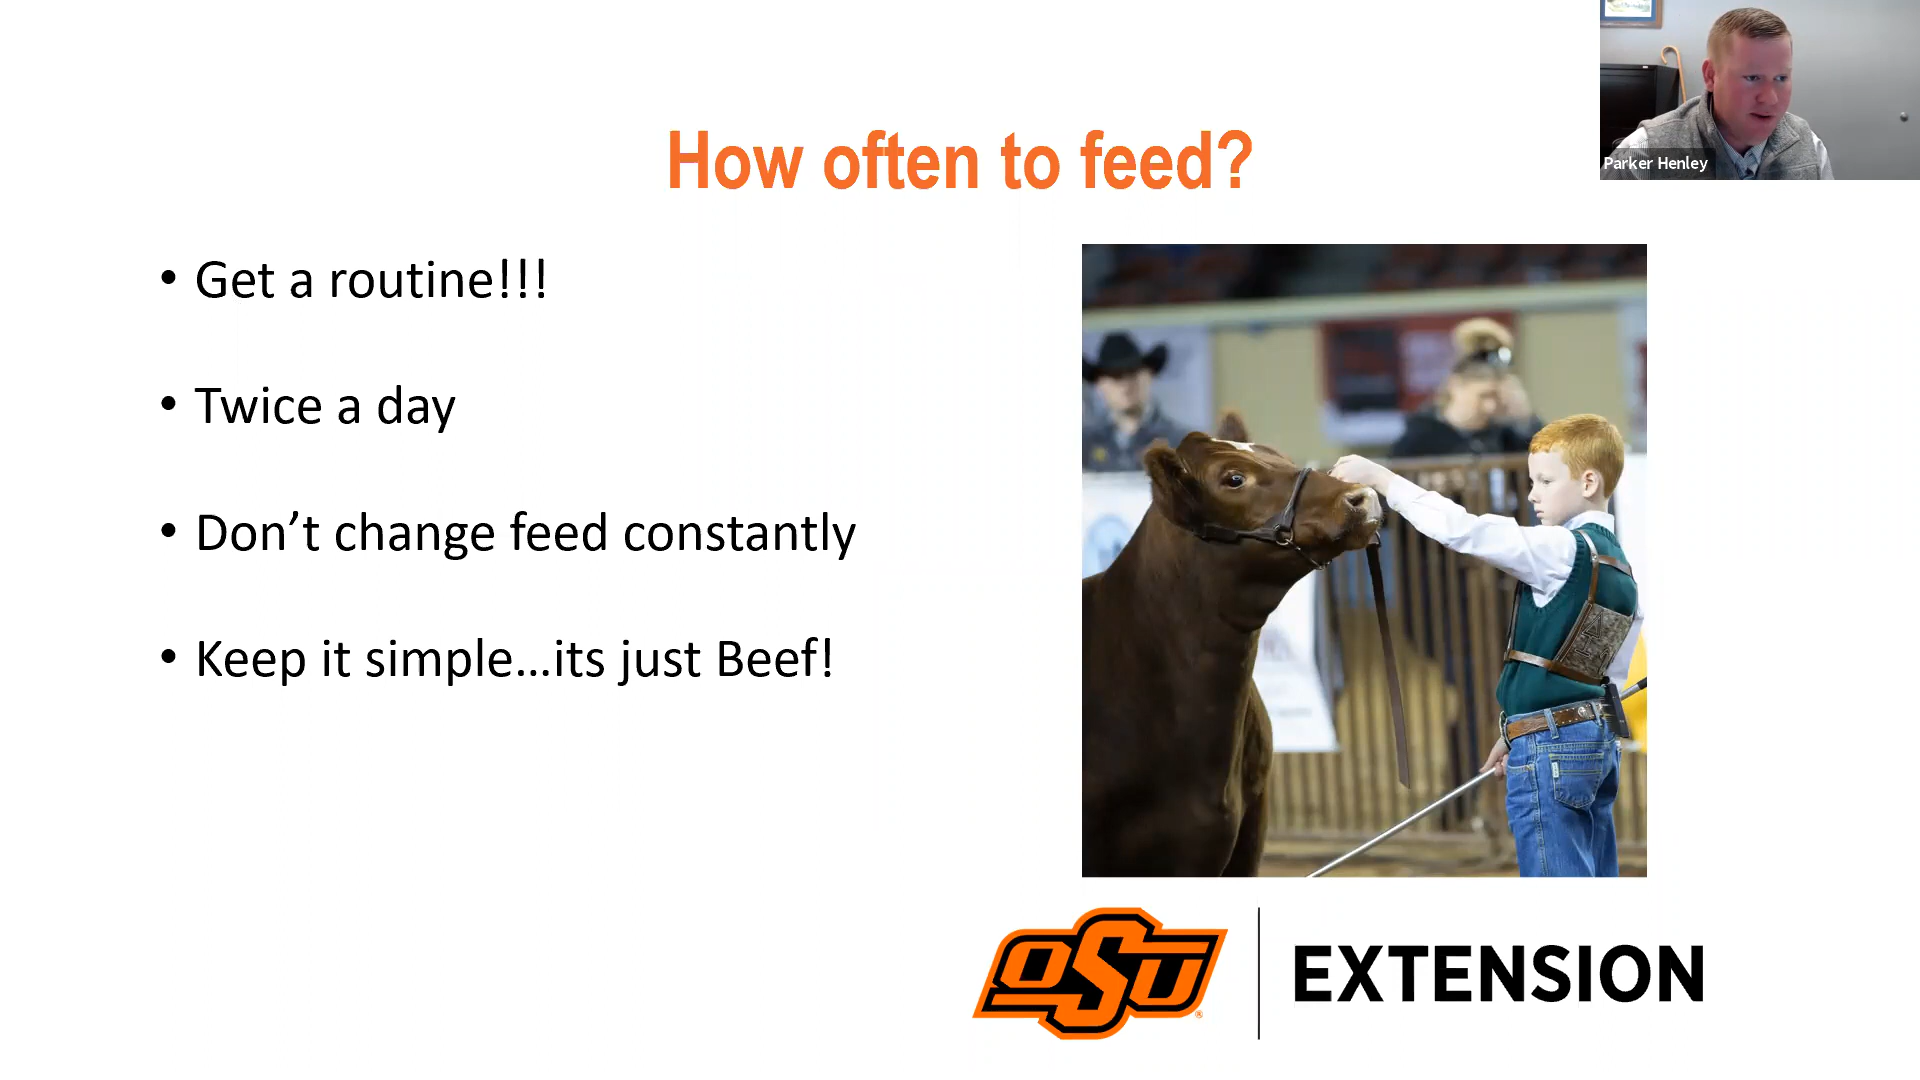 How often to feed?
Parker Henley
• Get a routine!!!
• Twice a day
• Don’t change feed constantly
• Keep it simple...its just Beef!
OSU
®
EXTENSION